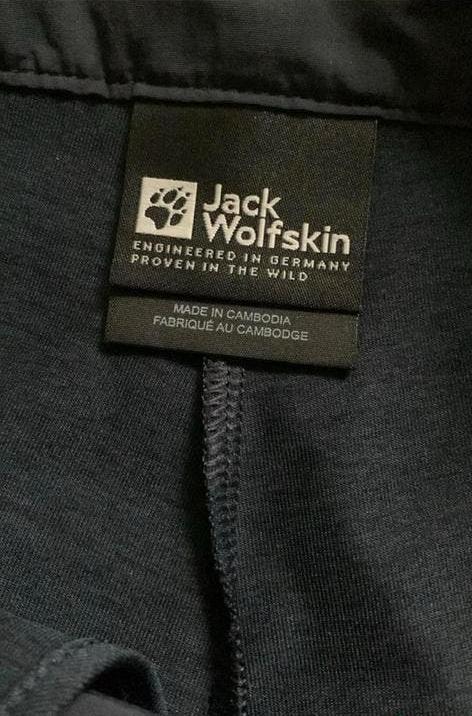 Jack
Wolfskin
ENGINEERED IN GERMANY
PROVEN IN THE WILD
MADE IN CAMBODIA
FABRIQUÉ AU CAMBODGE